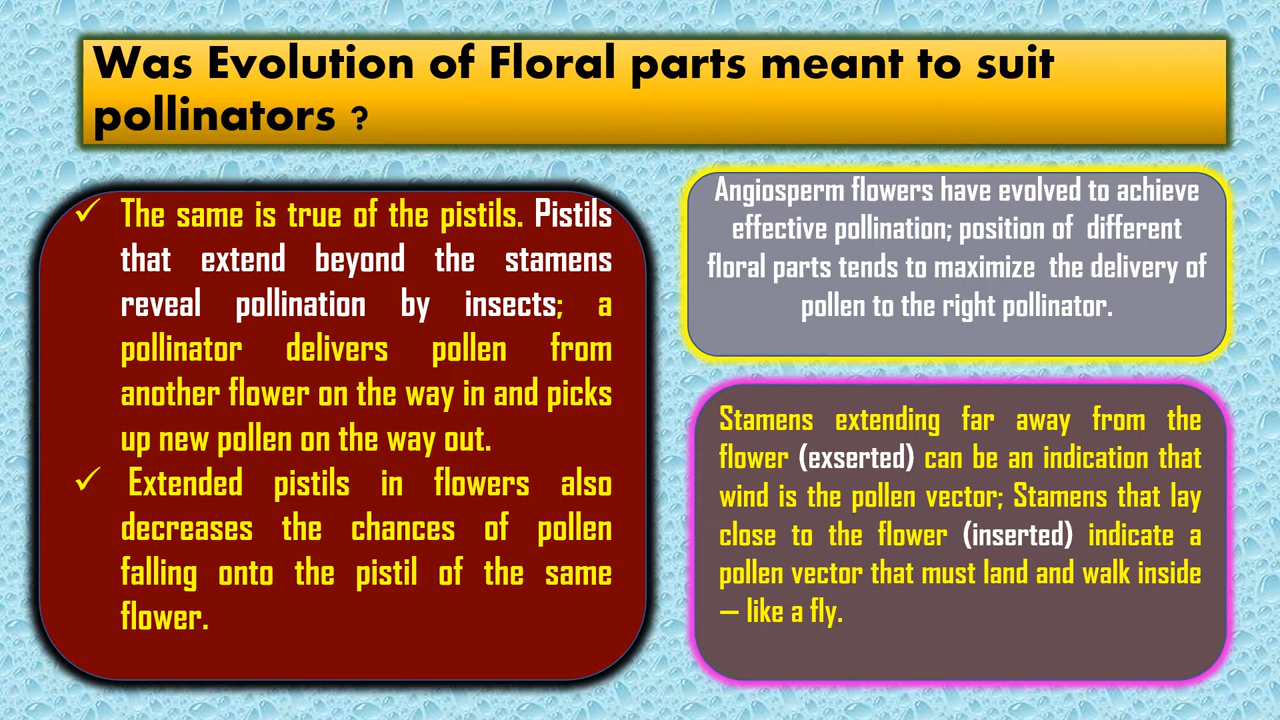 Was Evolution of Floral parts meant to suit
pollinators ?
✓ The same is true of the pistils. Pistils
that extend beyond the stamens
reveal pollination by insects; a
pollinator delivers pollen from
another flower on the way in and picks
up new pollen on the way out.
✓ Extended pistils in flowers also
decreases the chances of pollen
falling onto the pistil of the same
flower.
Angiosperm flowers have evolved to achieve
effective pollination; position of different
floral parts tends to maximize the delivery of
pollen to the right pollinator.
Stamens extending far away from the
flower (exserted) can be an indication that
wind is the pollen vector; Stamens that lay
close to the flower (inserted) indicate a
pollen vector that must land and walk inside
— like a fly.